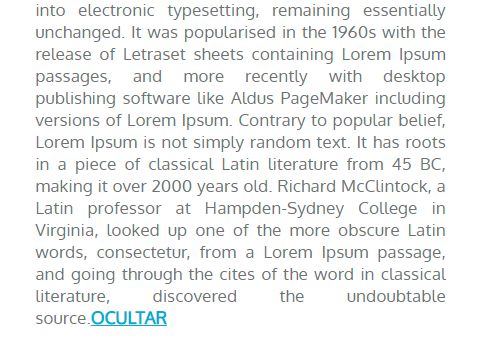 into electronic typesetting, remaining essentially
unchanged. It was popularised in the 1960s with the
release of Letraset sheets containing Lorem Ipsum
passages, and more recently with desktop
publishing software like Aldus PageMaker including
versions of Lorem Ipsum. Contrary to popular belief,
Lorem Ipsum is not simply random text. It has roots
in a piece of classical Latin literature from 45 BC,
making it over 2000 years old. Richard McClintock, a
Latin professor at Hampden-Sydney College in
Virginia, looked up one of the more obscure Latin
words, consectetur, from a Lorem Ipsum passage,
and going through the cites of the word in classical
literature, discovered the undoubtable
source.OCULTAR